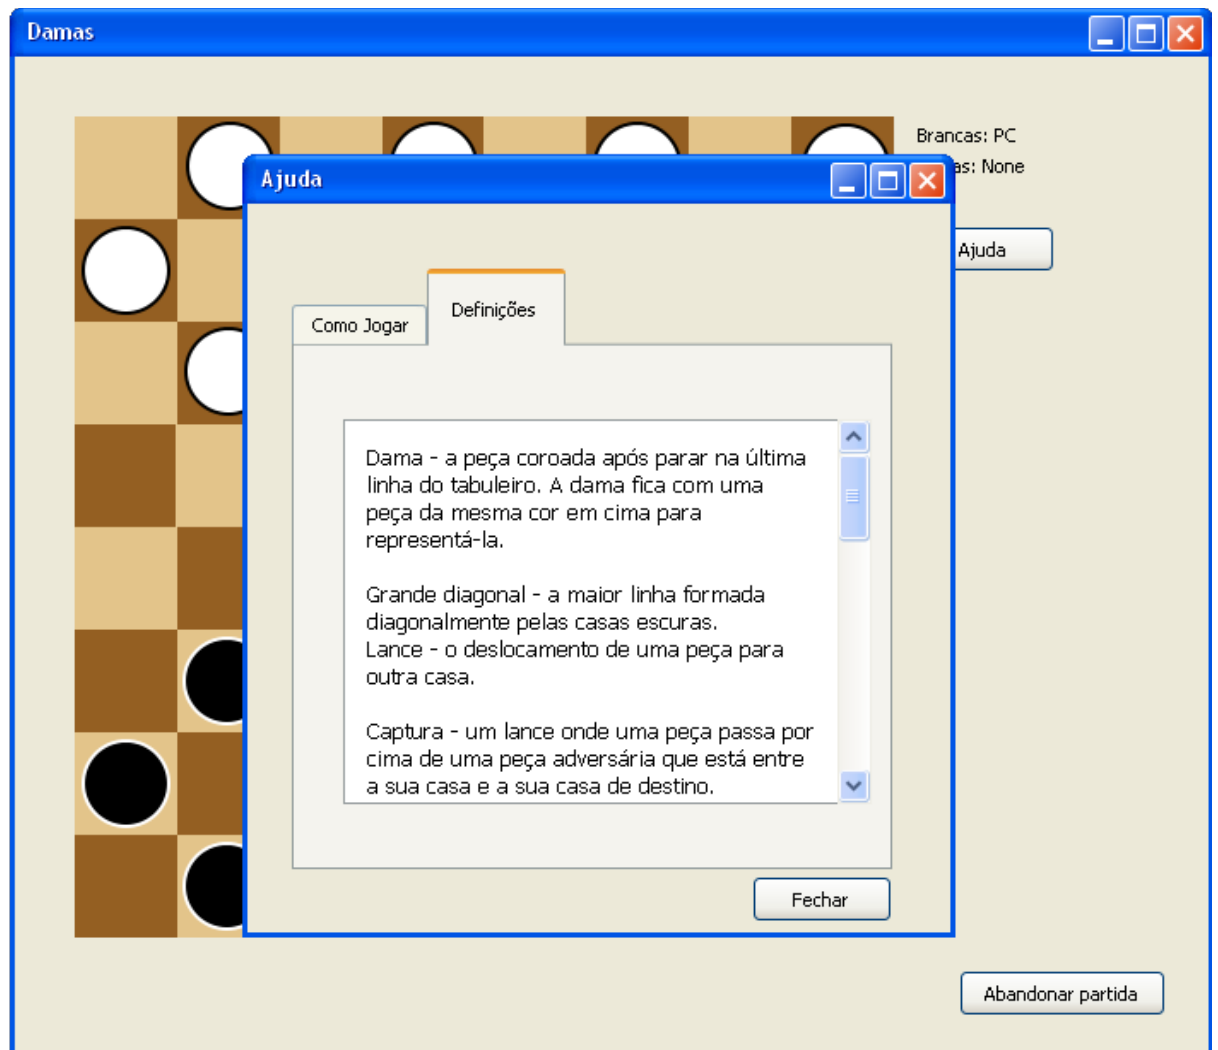 Damas
Brancas: PC
as: None
Ajuda
Ajuda
Como Jogar
Definições
Dama - a peça coroada após parar na última
linha do tabuleiro. A dama fica com uma
peça da mesma cor em cima para
representá-la.
Grande diagonal - a maior linha formada
diagonalmente pelas casas escuras.
Lance - o deslocamento de uma peça para
outra casa.
Captura - um lance onde uma peça passa por
cima de uma peça adversária que está entre
a sua casa e a sua casa de destino.
Fechar
Abandonar partida